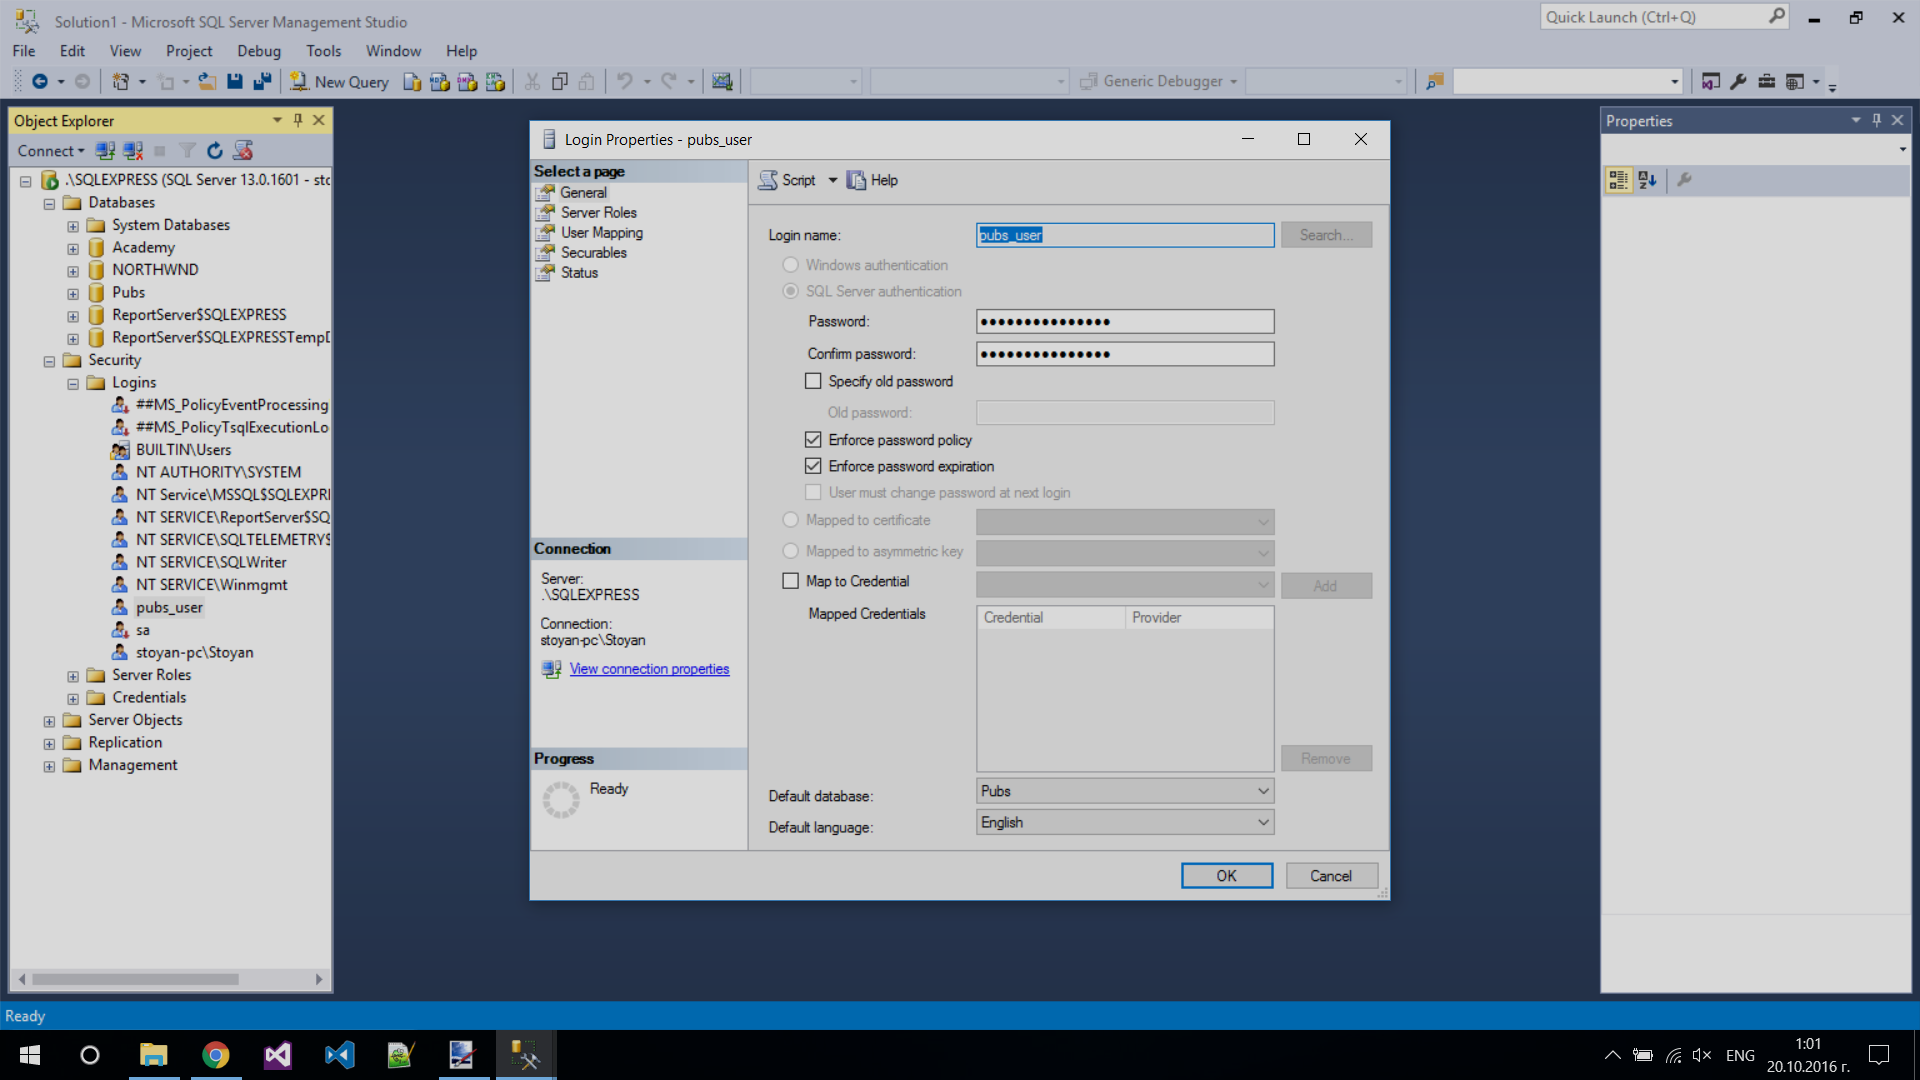 Solution1 - Microsoft SQL Server Management Studio
Quick Launch (Ctrl+Q)
File Edit View Project Debug Tools Window Help
New Query
Generic Debugger
Object Explorer
Connect
.\SQLEXPRESS (SQL Server 13.0.1601 - sto
Databases
System Databases
Academy
NORTHWND
Pubs
ReportServer$SQLEXPRESS
ReportServer$SQLEXPRESSTempD
Security
Logins
##MS_PolicyEventProcessing
##MS_PolicyTsqlExecutionLo
BUILTIN\Users
NT AUTHORITY\SYSTEM
NT Service\MSSQL$SQLEXPRE
NT SERVICE\ReportServer$SQ
NT SERVICE\SQLTELEMETRY$
NT SERVICE\SQLWriter
NT SERVICE\Winmgmt
pubs_user
sa
stoyan-pc\Stoyan
Server Roles
Credentials
Server Objects
Replication
Management
Login Properties - pubs_user
Select a page
General
Server Roles
User Mapping
Securables
Status
Connection
Server:
.\SQLEXPRESS
Connection:
stoyan-pc\Stoyan
View connection properties
Progress
Ready
Script Help
Login name: pubs_user Search...
Windows authentication
SQL Server authentication
Password: ●●●●●●●●●●●●●●●
Confirm password: ●●●●●●●●●●●●●●●
Specify old password
Old password:
Enforce password policy
Enforce password expiration
User must change password at next login
Mapped to certificate
Mapped to asymmetric key
Map to Credential Add
Mapped Credentials Credential Provider
Remove
Default database: Pubs
Default language: English
OK Cancel
Properties
Ready
ENG
1:01
20.10.2016 г.